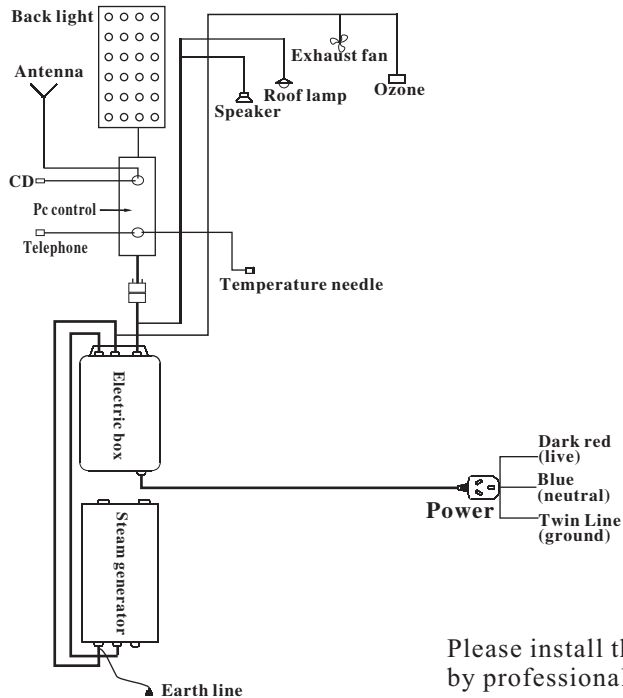 Back light
Antenna
Exhaust fan
Roof lamp
Ozone
Speaker
CD
Pc control
Telephone
Temperature needle
Electric box
Dark red
(live)
Blue
(neutral)
Power
Twin Line
(ground)
Steam generator
Please install th
by professional
Earth line